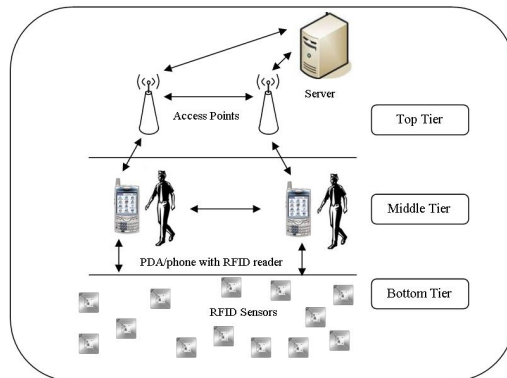 Server
Access Points
Top Tier
Middle Tier
PDA/phone with RFID reader
Bottom Tier
RFID Sensors